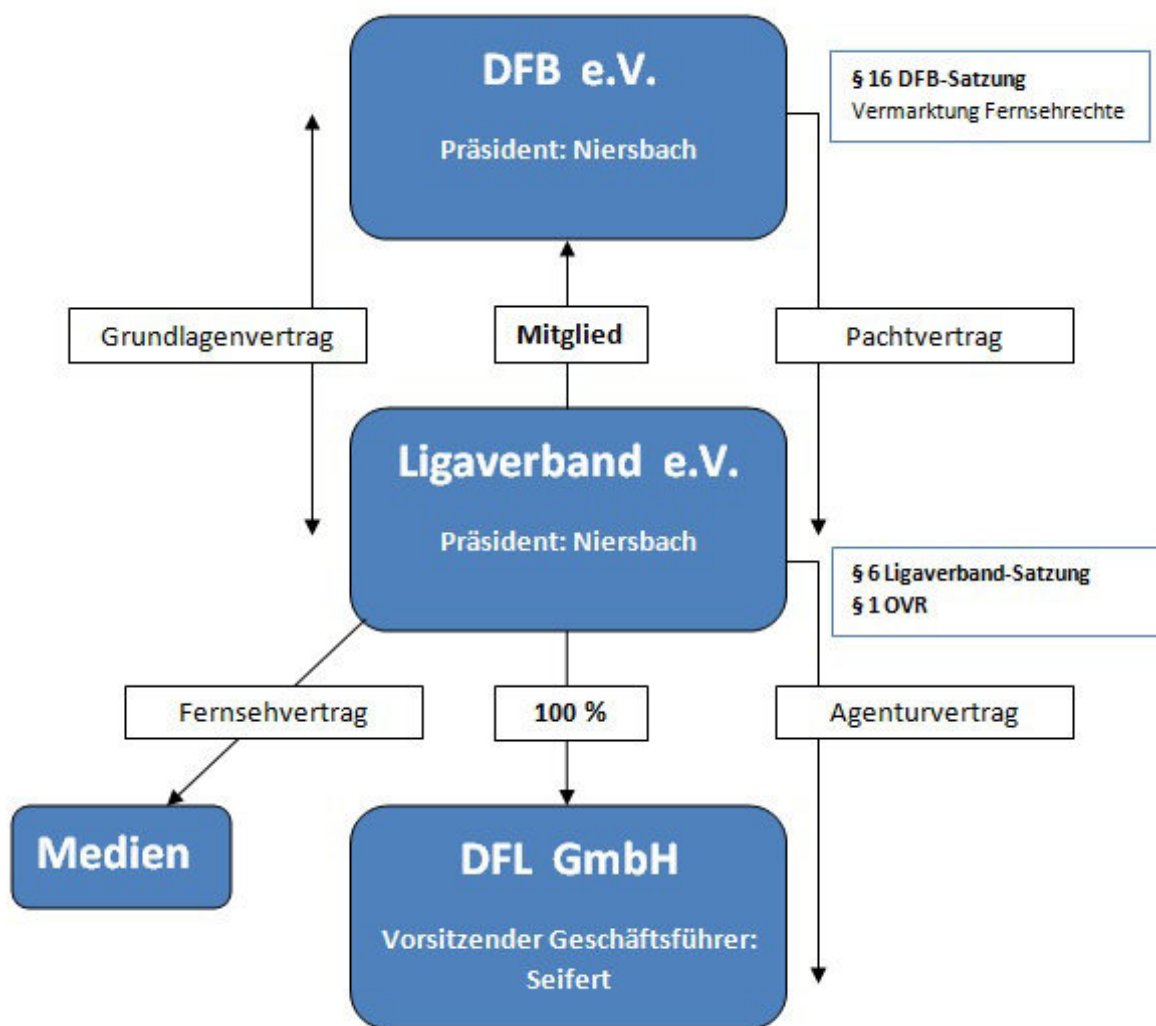 DFB e.V.
Präsident: Niersbach
§ 16 DFB-Satzung
Vermarktung Fernsehrechte
Grundlagenvertrag
Mitglied
Pachtvertrag
Ligaverband e.V.
Präsident: Niersbach
§ 6 Ligaverband-Satzung
§ 1 OVR
Fernsehvertrag
100 %
Agenturvertrag
Medien
DFL GmbH
Vorsitzender Geschäftsführer:
Seifert